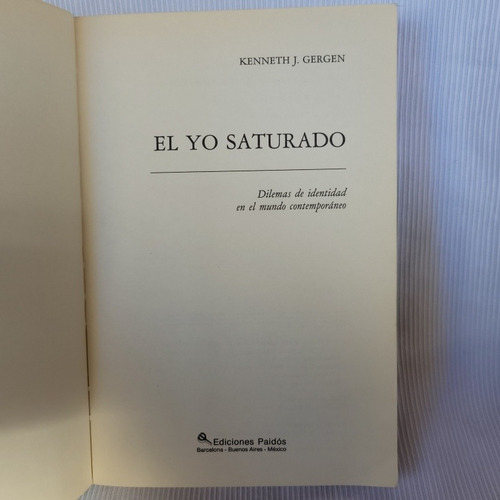 KENNETH J. GERGEN
EL YO SATURADO
Dilemas de identidad
en el mundo contemporáneo
Ediciones Paidós
Barcelona - Buenos Aires - México